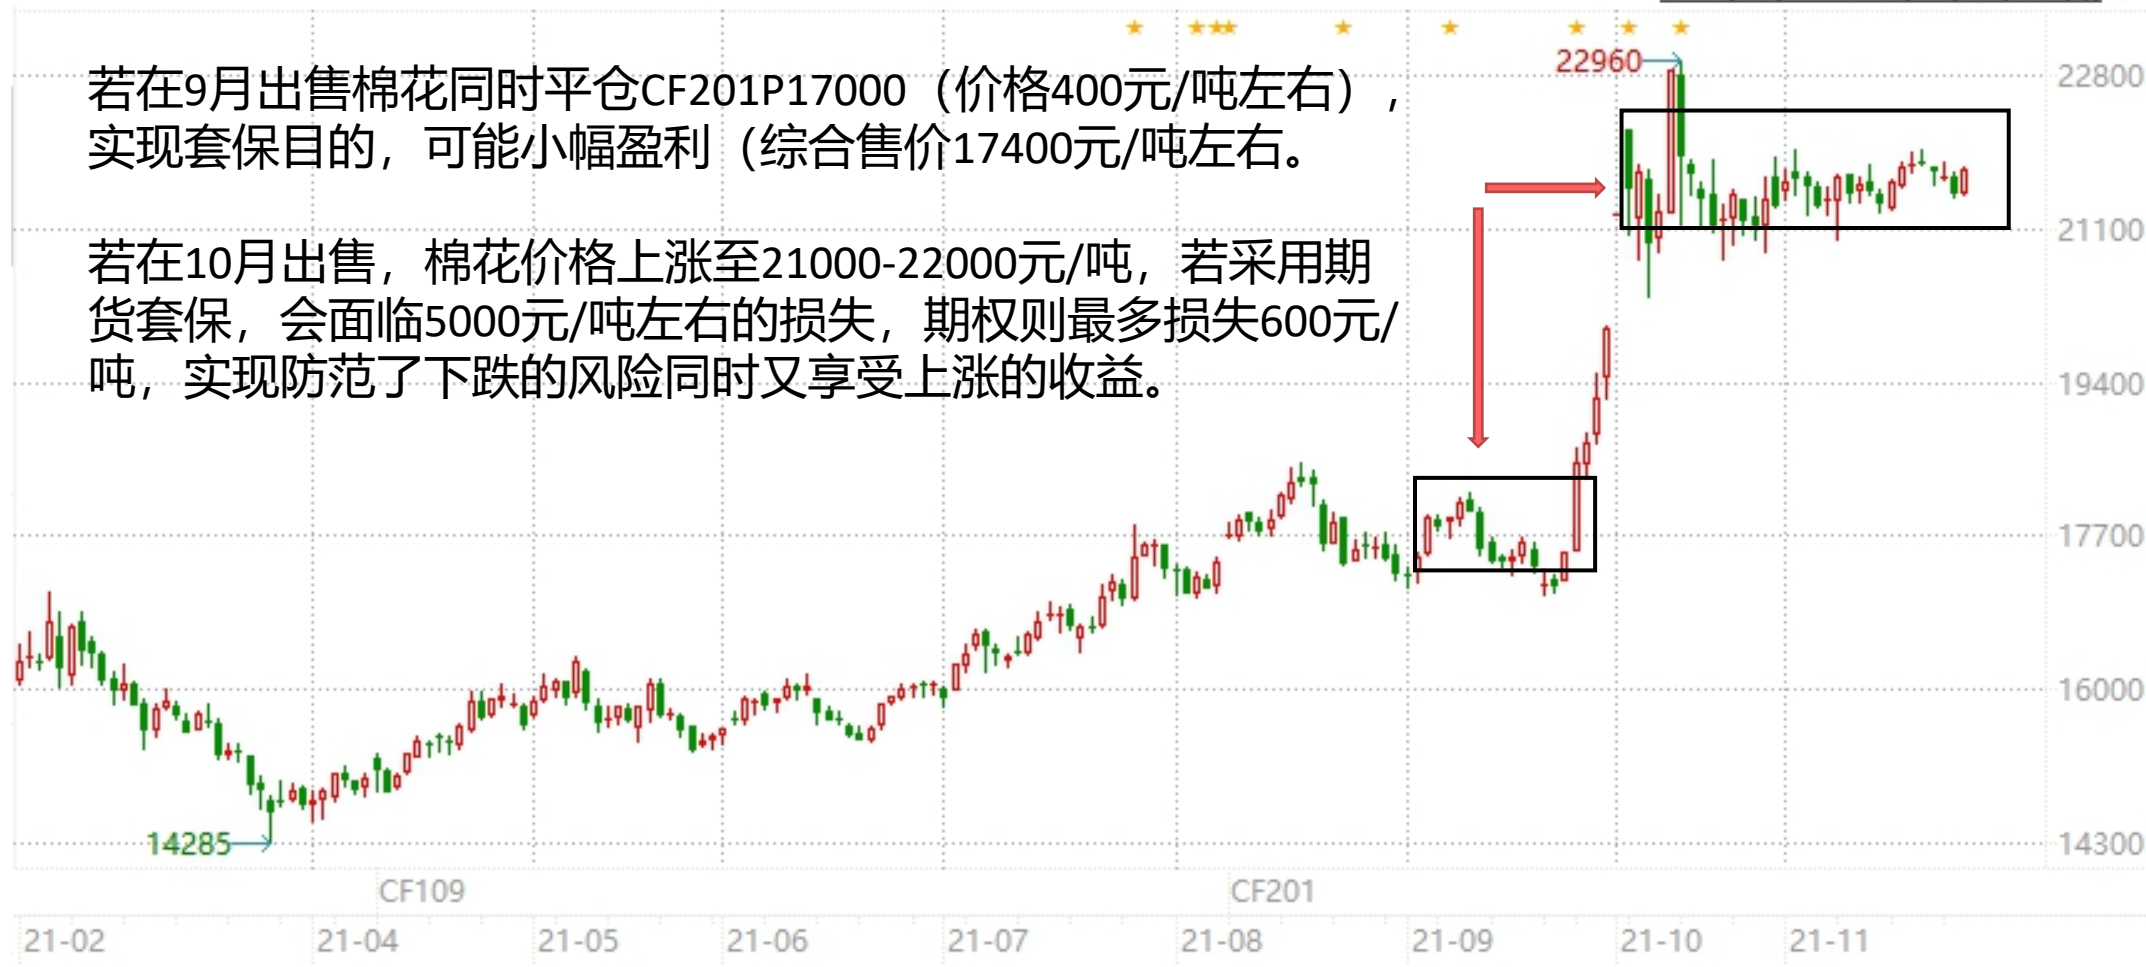 若在9月出售棉花同时平仓CF201P17000（价格400元/吨左右），
实现套保目的，可能小幅盈利（综合售价17400元/吨左右。
若在10月出售，棉花价格上涨至21000-22000元/吨，若采用期
货套保，会面临5000元/吨左右的损失，期权则最多损失600元/
吨，实现防范了下跌的风险同时又享受上涨的收益。
22960
22800
21100
19400
17700
16000
14300
14285
CF109
CF201
21-02
21-04
21-05
21-06
21-07
21-08
21-09
21-10
21-11